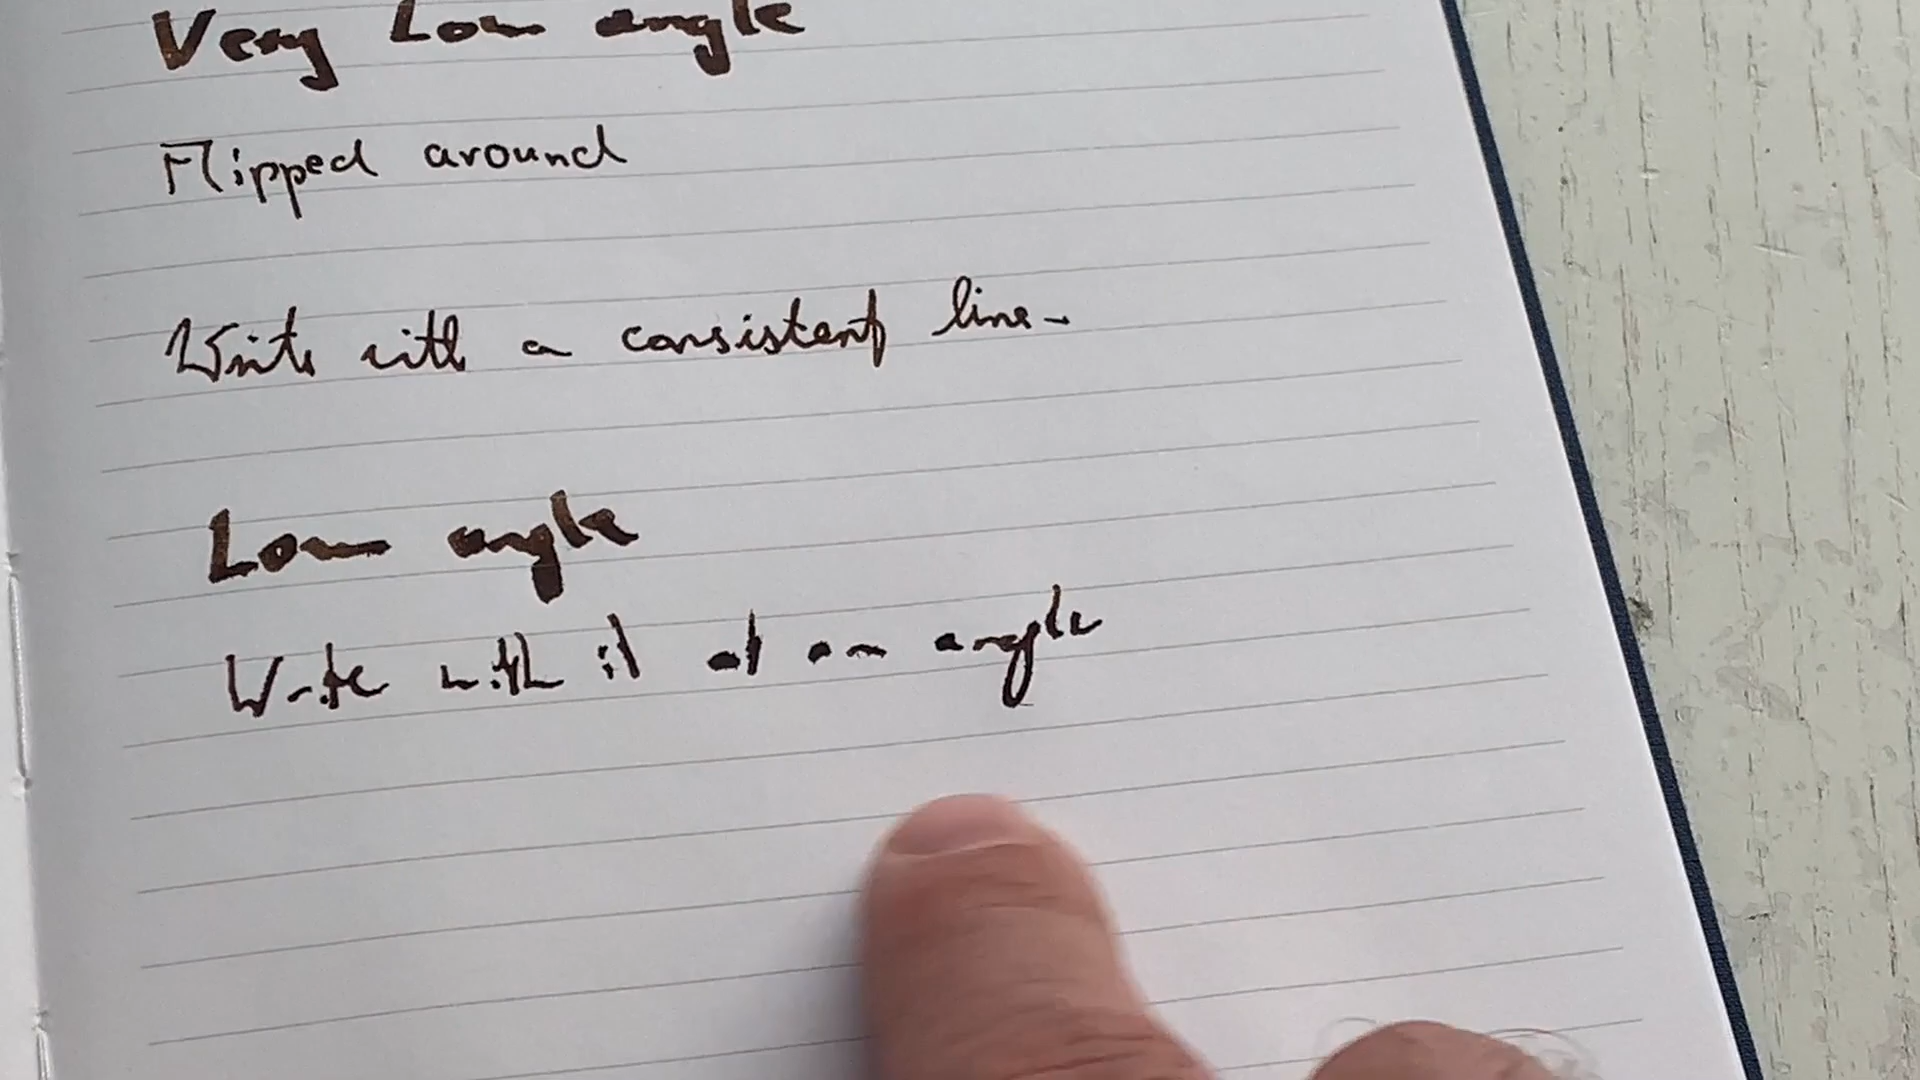 Very Low angle
Flipped around
Write with a consistent line-
Low angle
Write with it at an angle